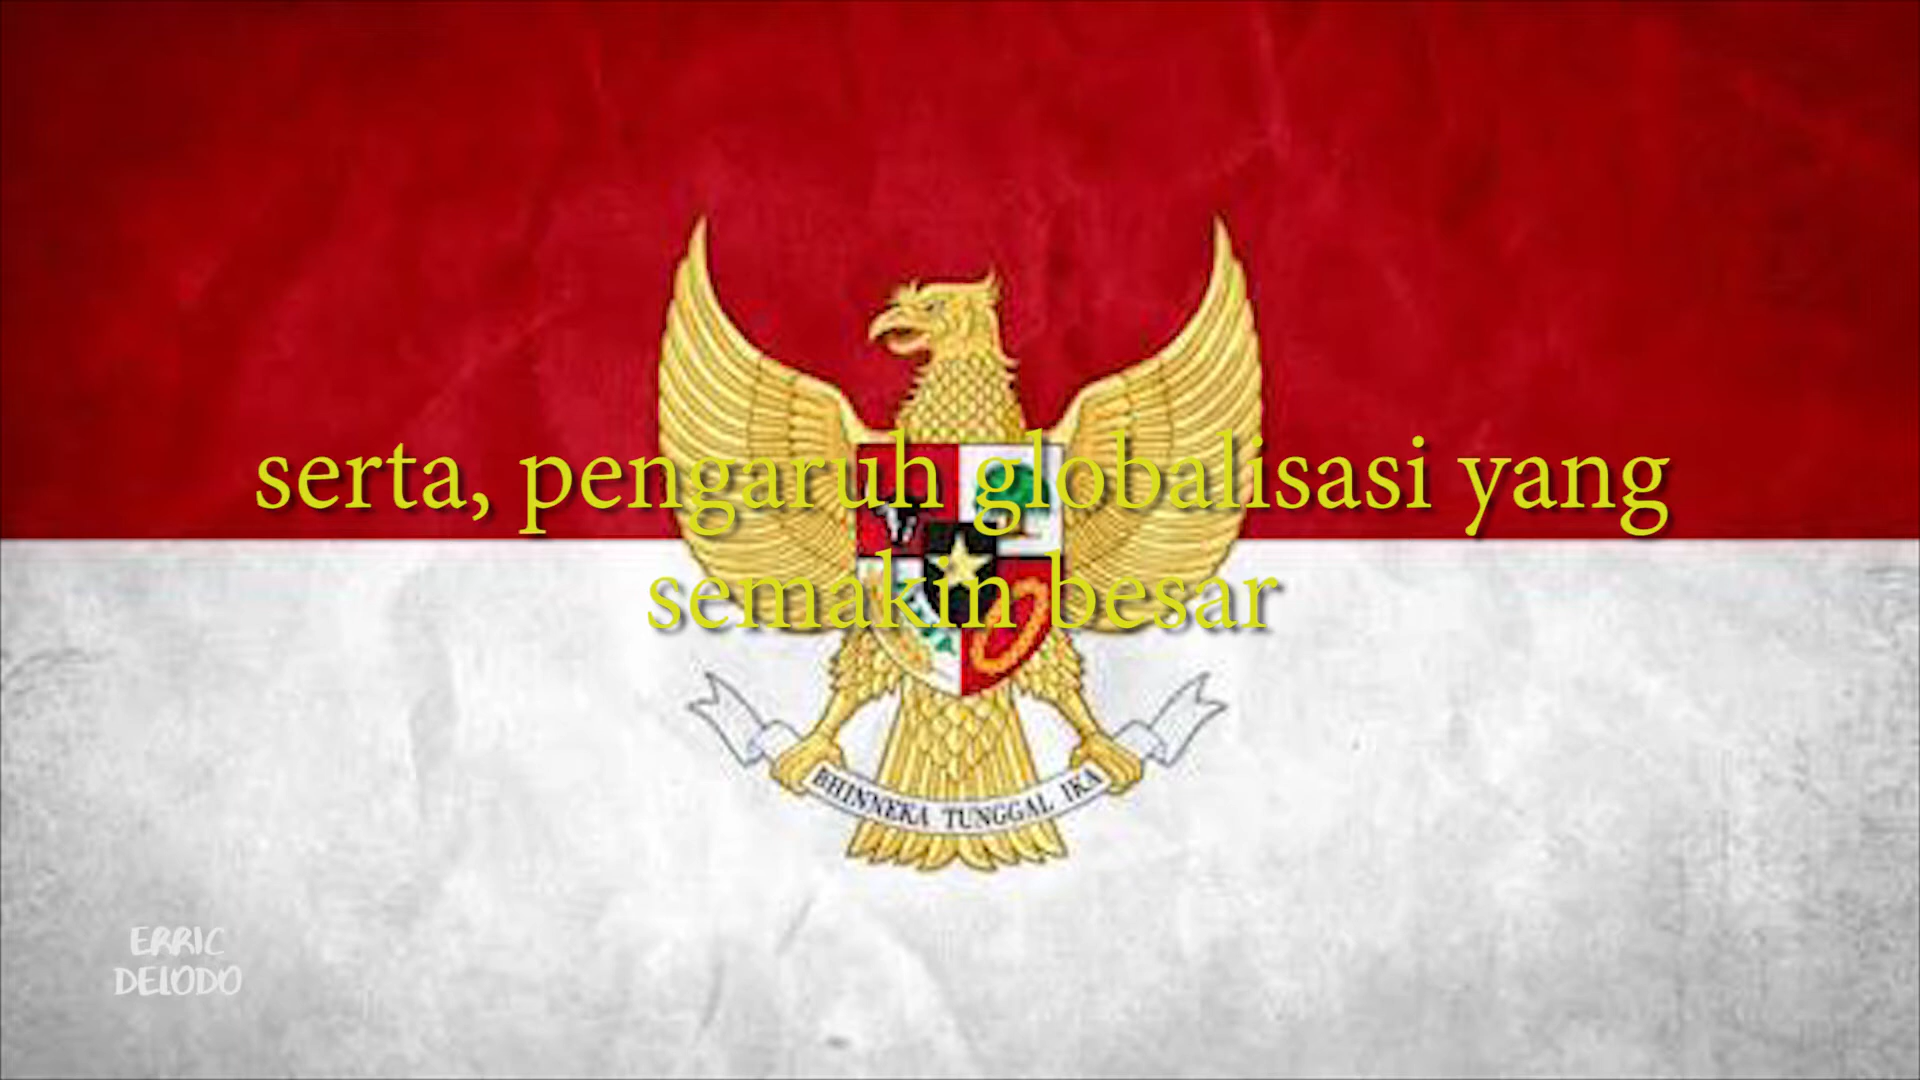 serta, pengaruh globalisasi yang
semakin besar
BHINNEKA TUNGGAL IKA
ERRIC
DELODO